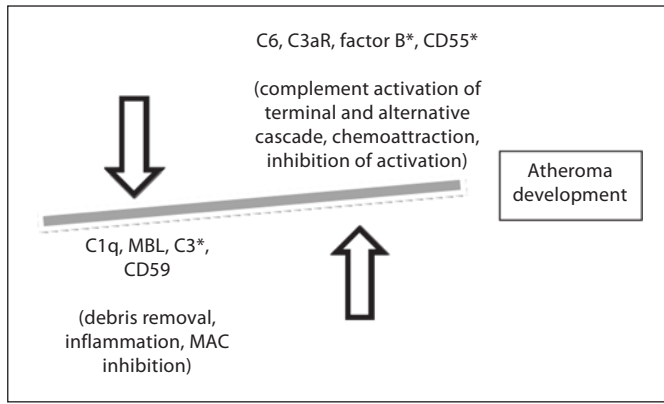 C6, C3aR, factor B*, CD55*
(complement activation of
terminal and alternative
cascade, chemoattraction,
inhibition of activation)
Atheroma
development
C1q, MBL, C3*,
CD59
(debris removal,
inflammation, MAC
inhibition)